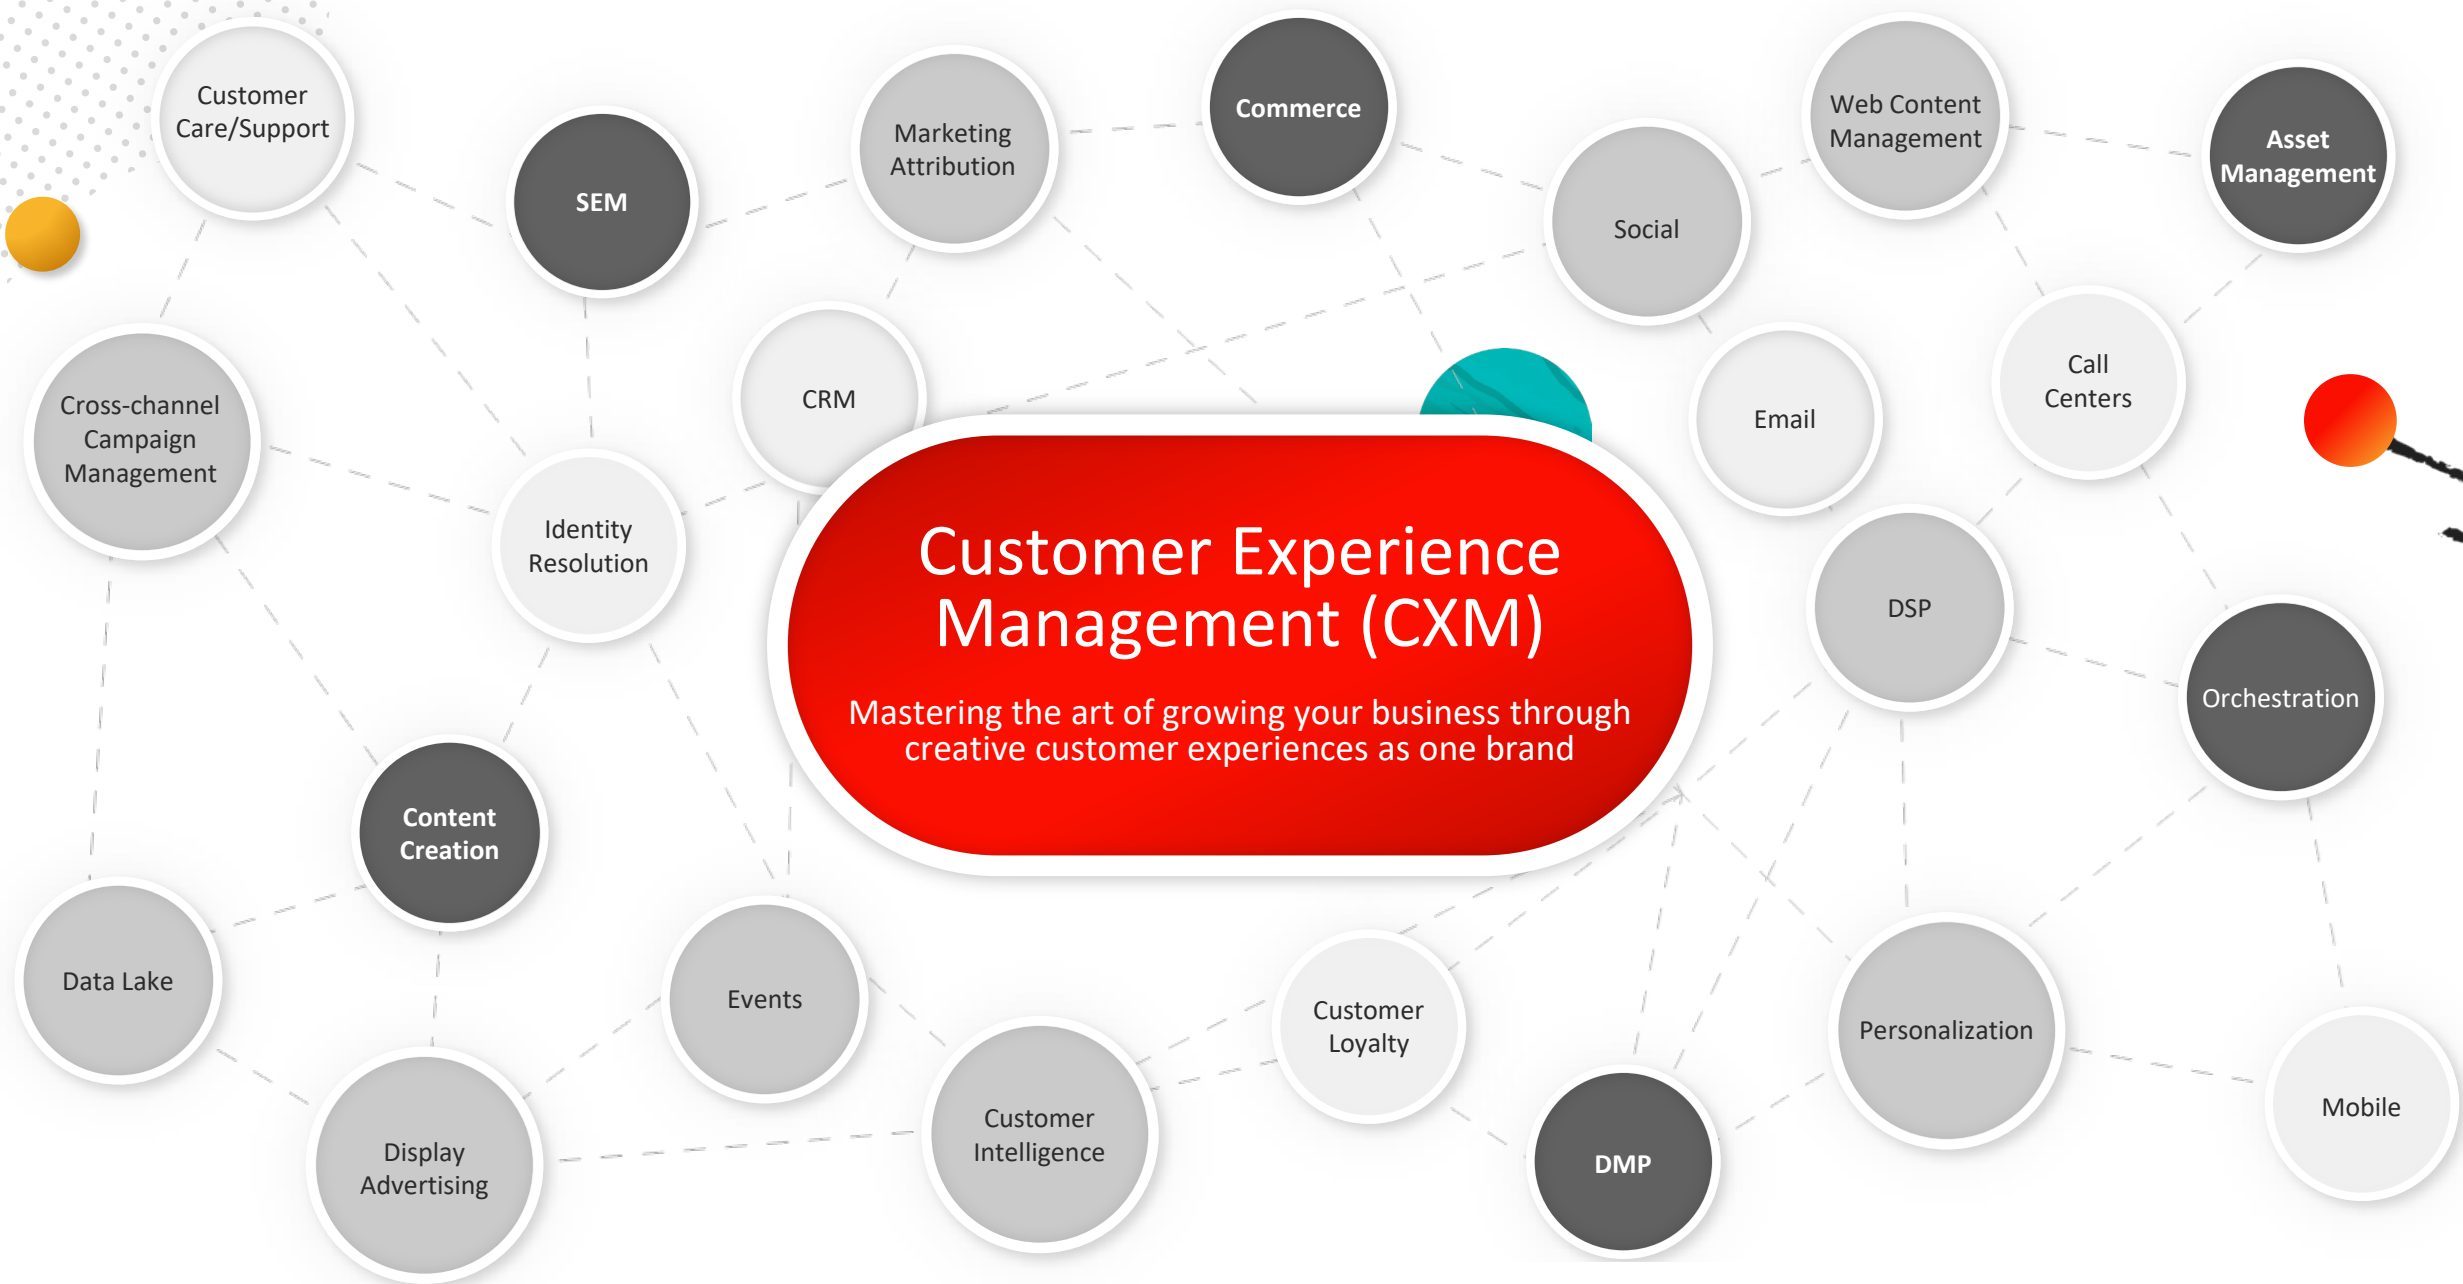 Customer
Care/Support
SEM
Marketing
Attribution
Commerce
Social
Web Content
Management
Asset
Management
Cross-channel
Campaign
Management
Identity
Resolution
CRM
Email
Call
Centers
Customer Experience
Management (CXM)
Mastering the art of growing your business through
creative customer experiences as one brand
DSP
Orchestration
Content
Creation
Data Lake
Events
Display
Advertising
Customer
Intelligence
Customer
Loyalty
DMP
Personalization
Mobile